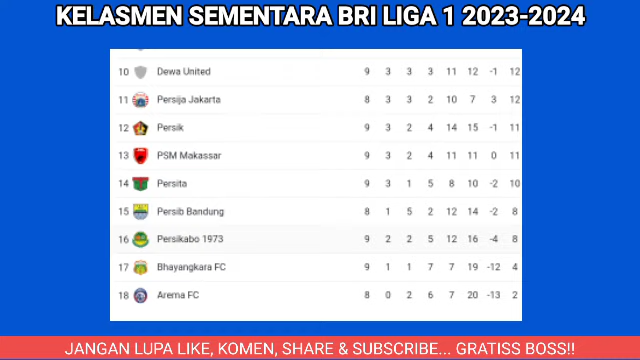 KELASMEN SEMENTARA BRI LIGA 1 2023-2024
10 Dewa United 9 3 3 3 11 12 -1 12
11 Persija Jakarta 8 3 3 2 10 7 3 12
12 Persik 9 3 2 4 14 15 -1 11
13 PSM Makassar 9 3 2 4 11 11 0 11
14 Persita 9 3 1 5 8 10 -2 10
15 Persib Bandung 8 1 5 2 12 14 -2 8
16 Persikabo 1973 9 2 2 5 12 16 -4 8
17 Bhayangkara FC 9 1 1 7 7 19 -12 4
18 Arema FC 8 0 2 6 7 20 -13 2
JANGAN LUPA LIKE, KOMEN, SHARE & SUBSCRIBE... GRATISS BOSS!!